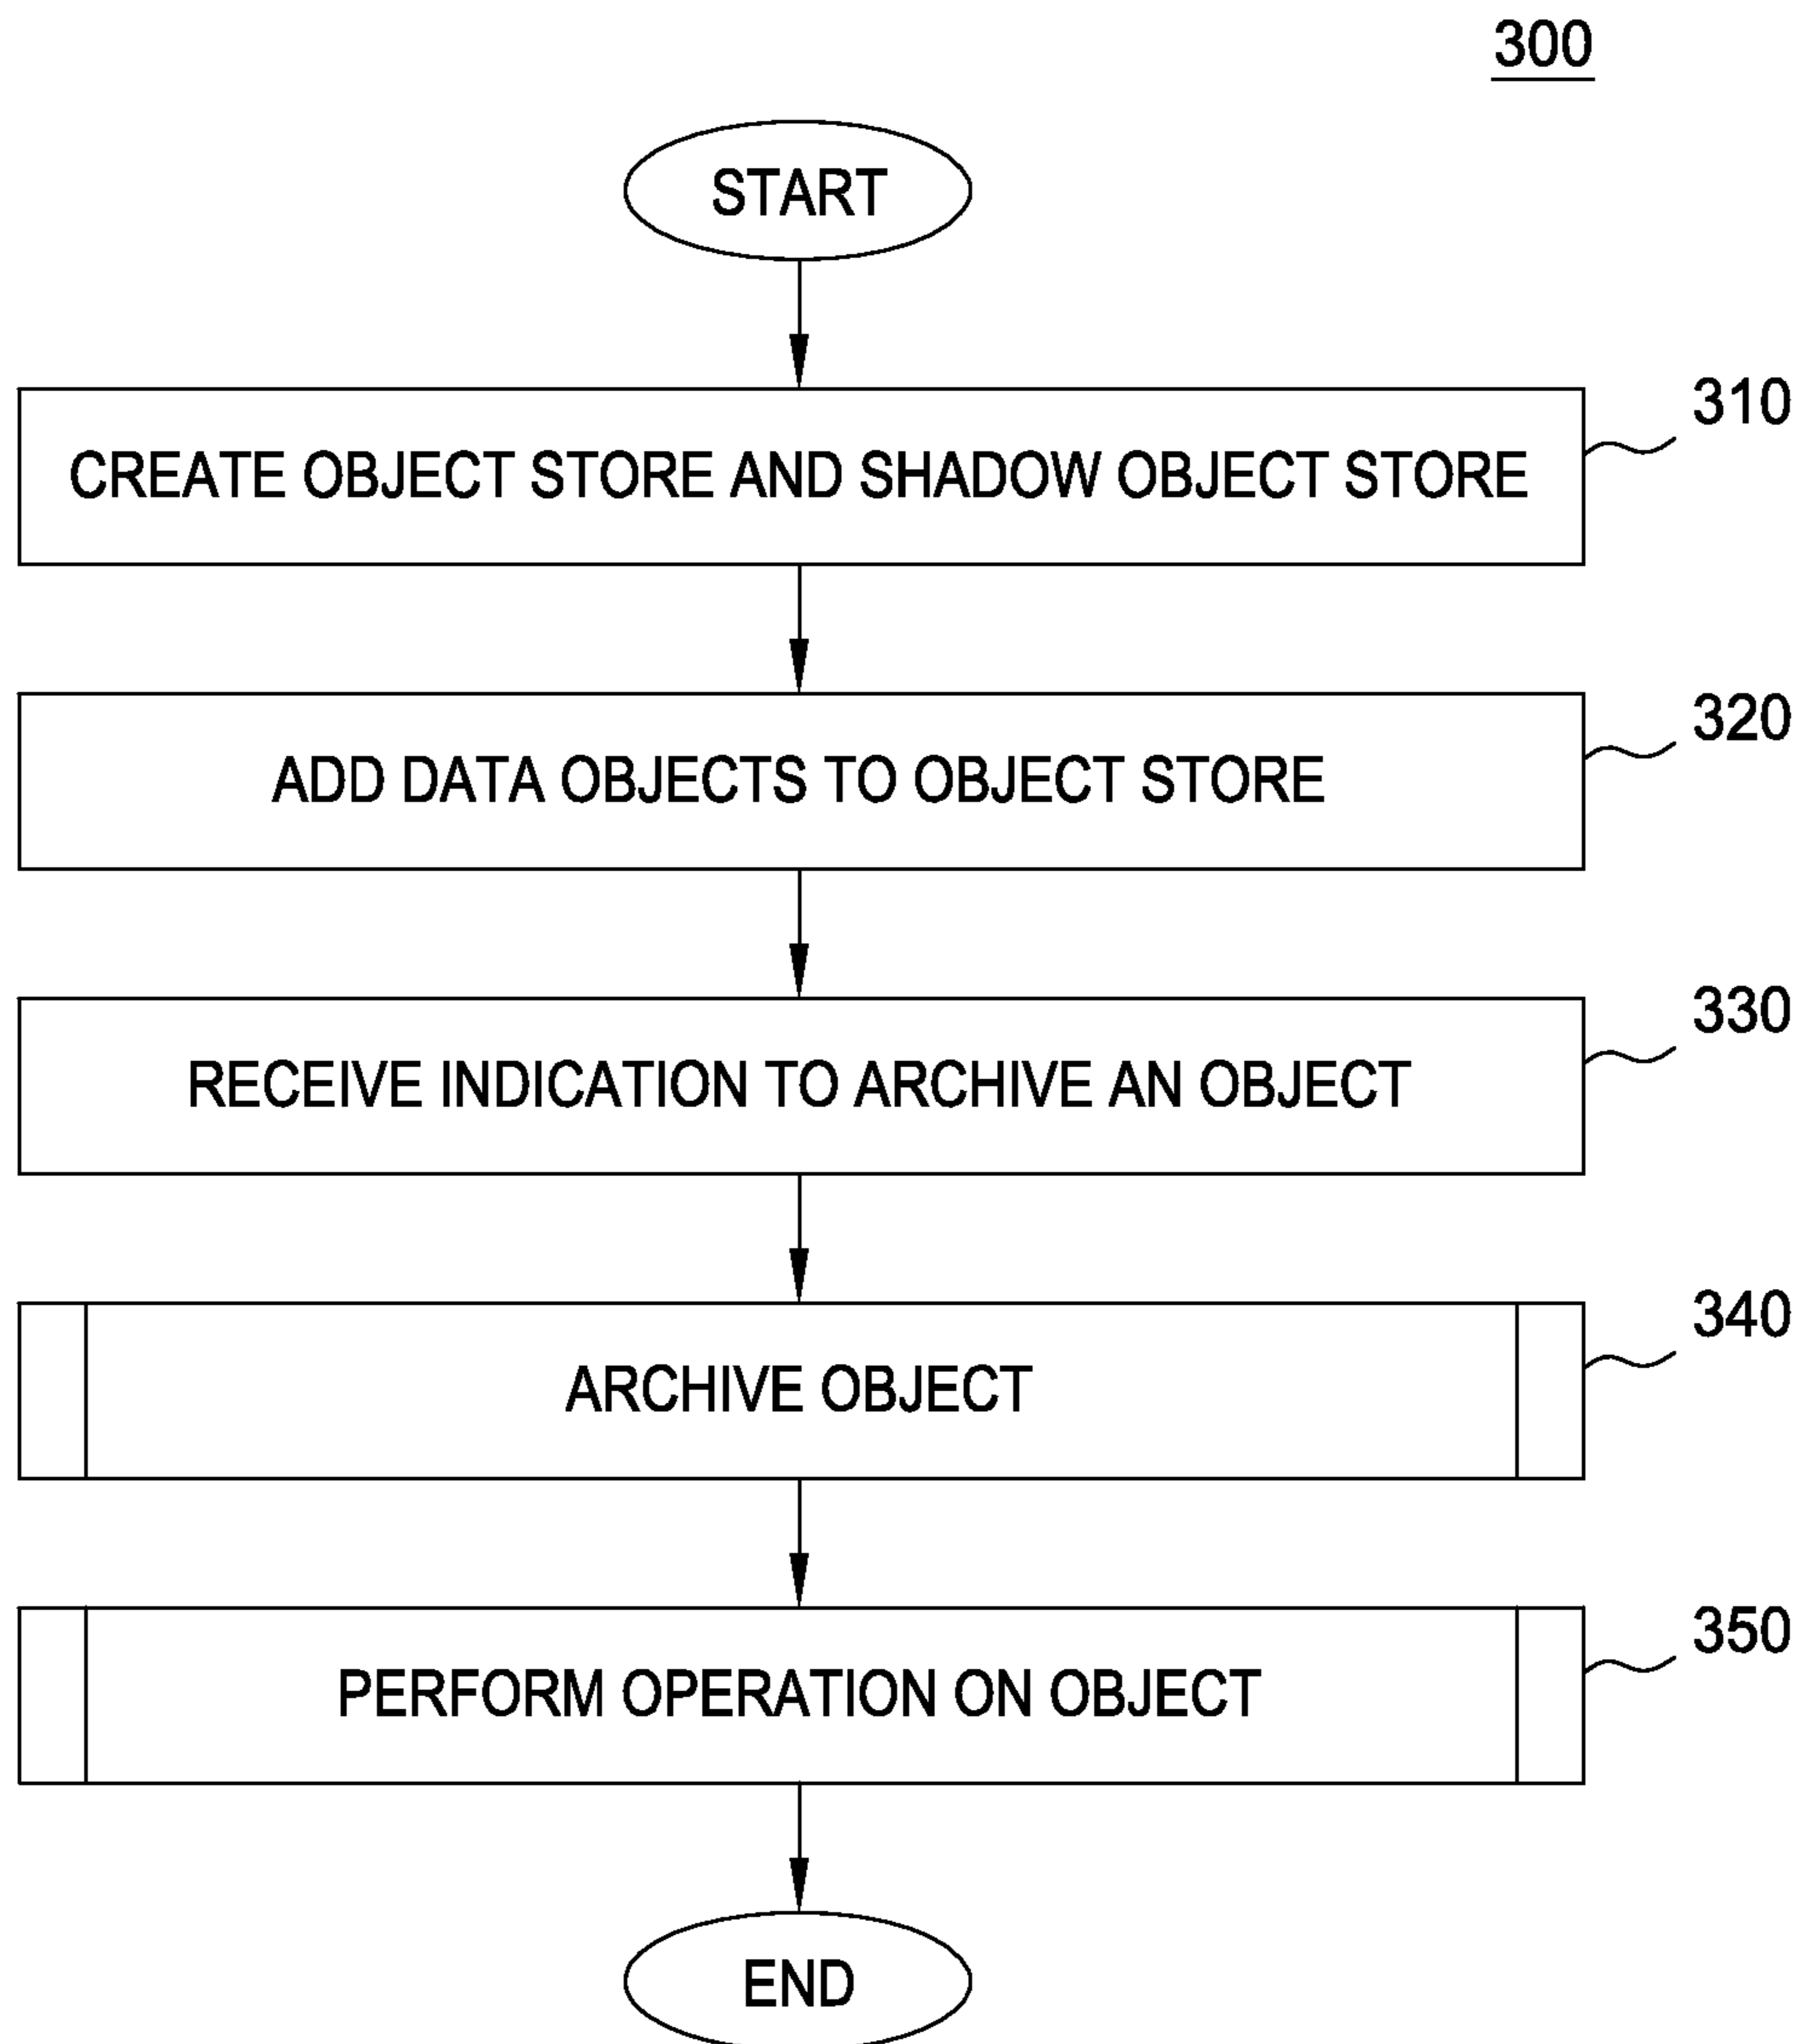 300
START
310
CREATE OBJECT STORE AND SHADOW OBJECT STORE
320
ADD DATA OBJECTS TO OBJECT STORE
330
RECEIVE INDICATION TO ARCHIVE AN OBJECT
340
ARCHIVE OBJECT
350
PERFORM OPERATION ON OBJECT
END